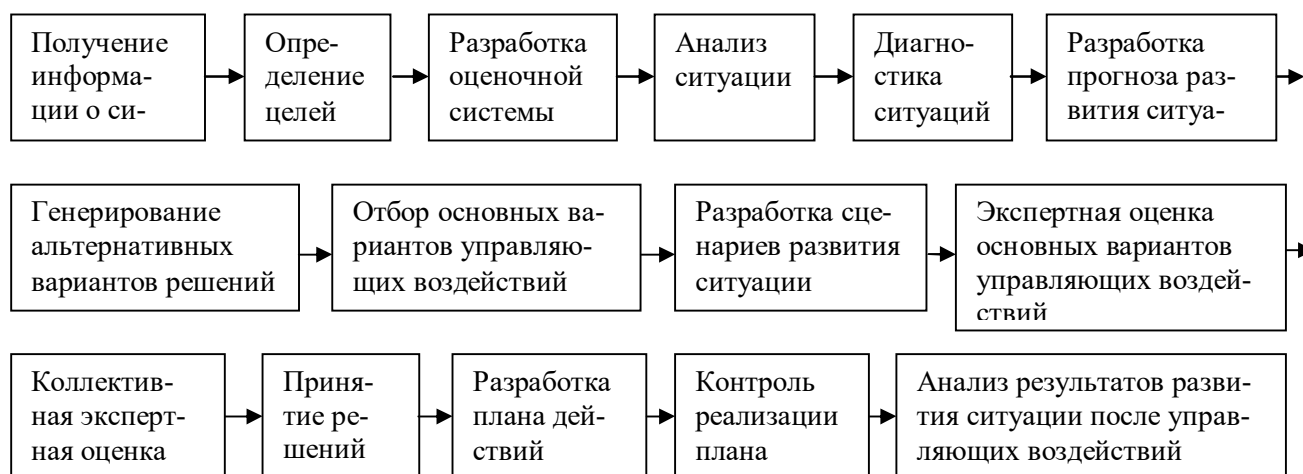 Получение
информа-
ции о си-
Опре-
деление
целей
Разработка
оценочной
системы
Анализ
ситуации
Диагно-
стика
ситуаций
Разработка
прогноза раз-
вития ситуа-
Генерирование
альтернативных
вариантов решений
Отбор основных ва-
риантов управляю-
щих воздействий
Разработка сце-
нариев развития
ситуации
Экспертная оценка
основных вариантов
управляющих воздей-
ствий
Коллектив-
ная эксперт-
ная оценка
Приня-
тие ре-
шений
Разработка
плана дей-
ствий
Контроль
реализации
плана
Анализ результатов разви-
тия ситуации после управ-
ляющих воздействий